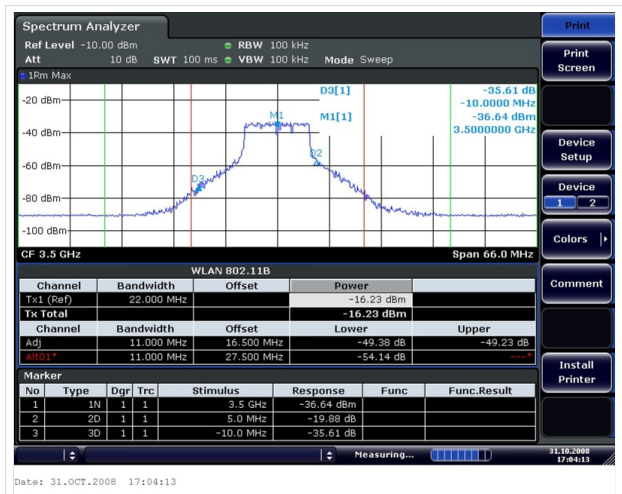 Spectrum Analyzer
Ref Level -10.00 dBm RBW 100 kHz
Att 10 dB SWT 100 ms VBW 100 kHz Mode Sweep
1Rm Max
D3[1] -35.61 dB
-10.0000 MHz
M1[1] -36.64 dBm
3.5000000 GHz
-20 dBm
-40 dBm
-60 dBm
-80 dBm
-100 dBm
M1
D2
D3
CF 3.5 GHz Span 66.0 MHz
WLAN 802.11B
Channel Bandwidth Offset Power
Tx1 (Ref) 22.000 MHz -16.23 dBm
Tx Total -16.23 dBm
Channel Bandwidth Offset Lower Upper
Adj 11.000 MHz 16.500 MHz -49.38 dB -49.23 dB
Alt01* 11.000 MHz 27.500 MHz -54.14 dB ---*
Marker
No Type Dgr Trc Stimulus Response Func Func.Result
1 1N 1 1 3.5 GHz -36.64 dBm
2 2D 1 1 5.0 MHz -19.88 dB
3 3D 1 1 -10.0 MHz -35.61 dB
Measuring... 31.10.2008
17:04:13
Print
Print
Screen
Device
Setup
Device
1 2
Colors
Comment
Install
Printer
Date: 31.OCT.2008 17:04:13